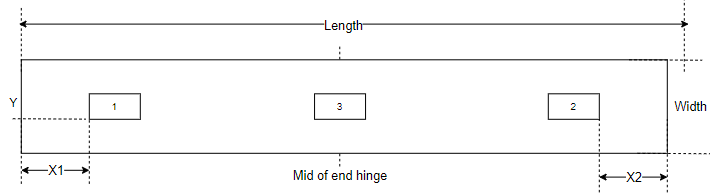 Length
Y
1
3
2
Width
X1
Mid of end hinge
X2